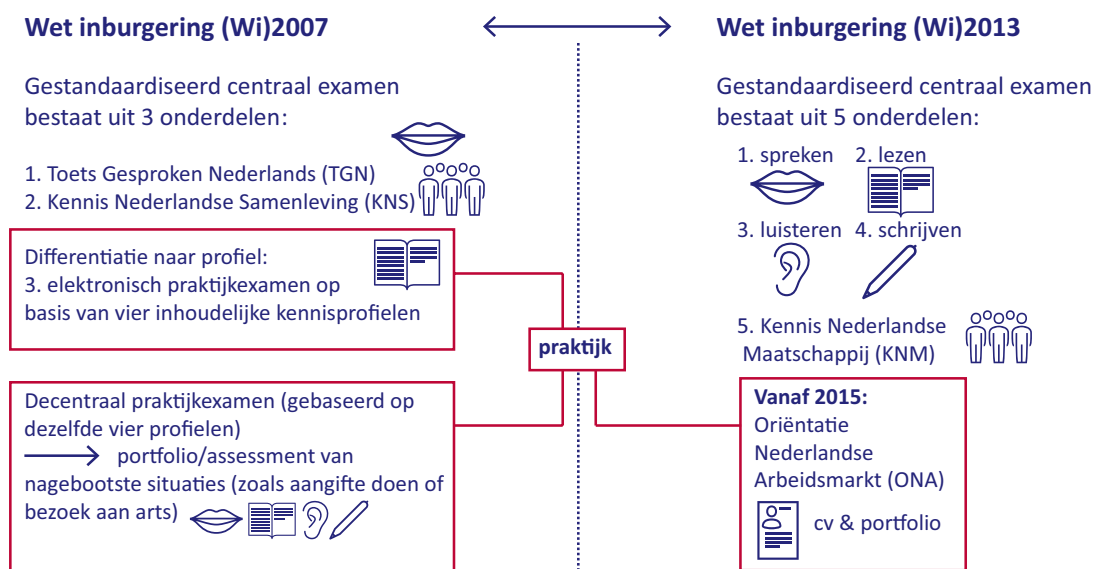 Wet inburgering (Wi)2007
Gestandaardiseerd centraal examen
bestaat uit 3 onderdelen:
1. Toets Gesproken Nederlands (TGN)
2. Kennis Nederlandse Samenleving (KNS)
Differentiatie naar profiel:
3. elektronisch praktijkexamen op
basis van vier inhoudelijke kennisprofielen
Decentraal praktijkexamen (gebaseerd op
dezelfde vier profielen)
portfolio/assessment van
nagebootste situaties (zoals aangifte doen of
bezoek aan arts)
praktijk
Wet inburgering (Wi)2013
Gestandaardiseerd centraal examen
bestaat uit 5 onderdelen:
1. spreken 2. lezen
3. luisteren 4. schrijven
5. Kennis Nederlandse
Maatschappij (KNM)
Vanaf 2015:
Oriëntatie
Nederlandse
Arbeidsmarkt (ONA)
cv & portfolio